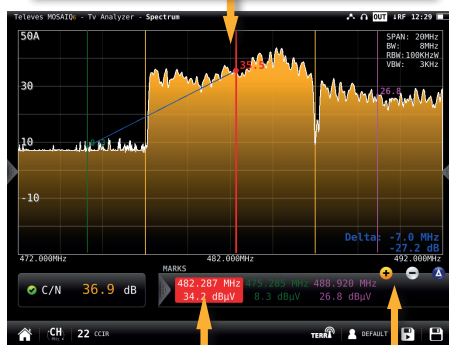 Televes MOSAIQ6 - Tv Analyzer - Spectrum OUT ↓RF 12:29
50A
SPAN: 20MHz
BW: 8MHz
RBW:100KHzW
VBW: 3KHz
35.5
30
26.8
10
-10
Delta: -7.0 MHz
-27.2 dB
472.000MHz 482.000MHz 492.000MHz
MARKS
C/N 36.9 dB
482.287 MHz 475.285 MHz 488.920 MHz
34.2 dBµV 8.3 dBµV 26.8 dBµV
+ - Δ
CH 22 CCIR TERRΠ DEFAULT
MHz